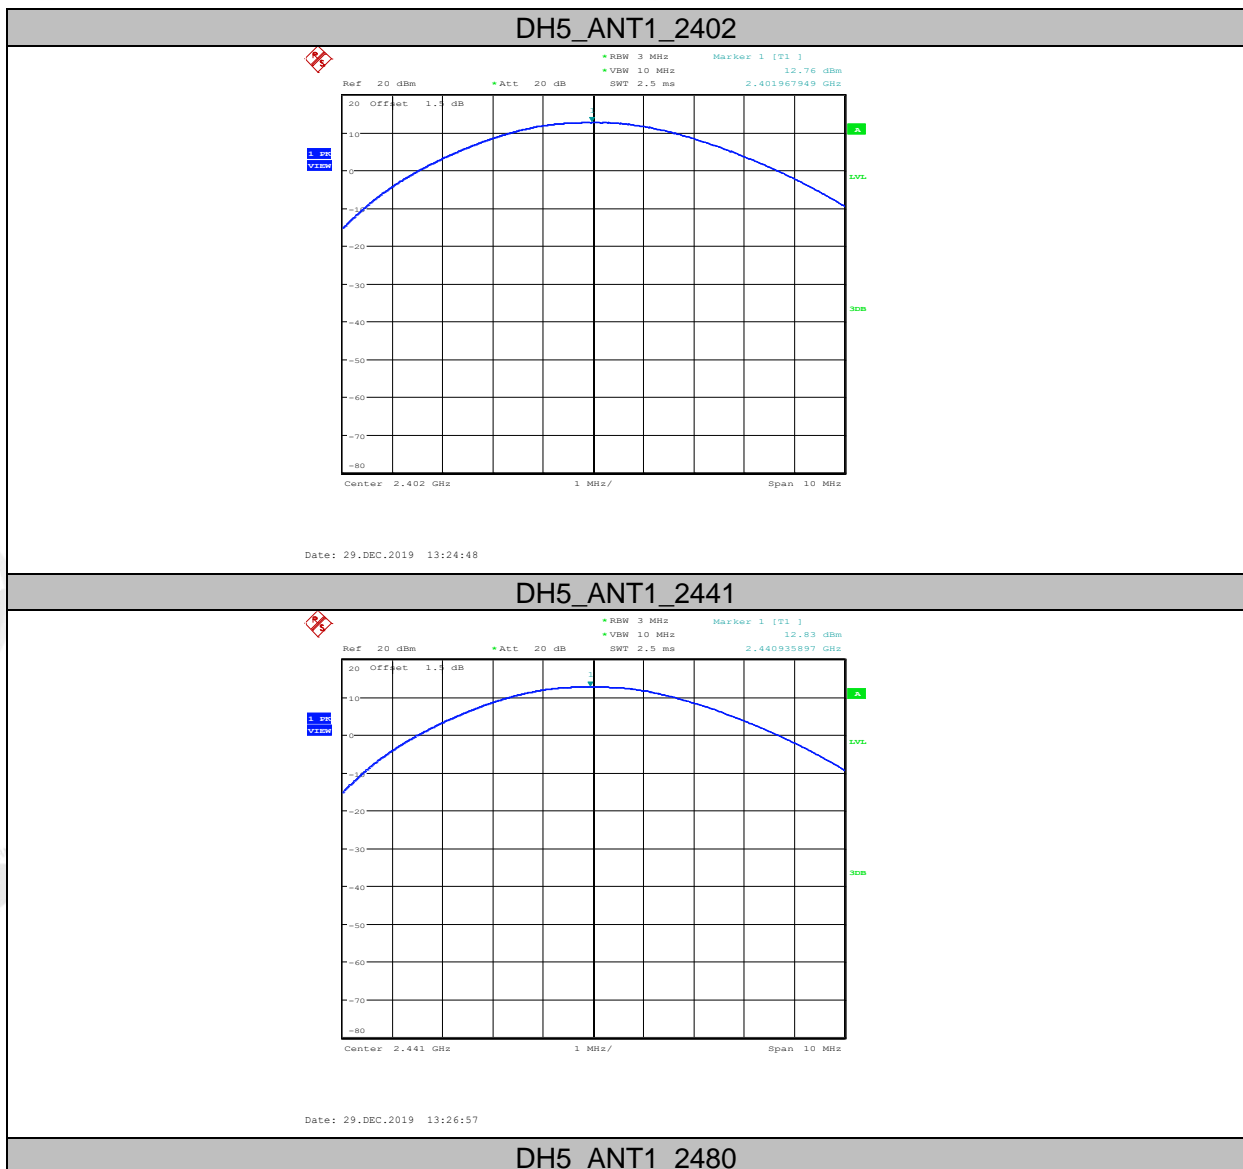 DH5_ANT1_2402
R S
*RBW 3 MHz Marker 1 [T1 ]
*VBW 10 MHz 12.76 dBm
Ref 20 dBm *Att 20 dB SWT 2.5 ms 2.401967949 GHz
20 Offset 1.5 dB
1
A
10
1 PK
VIEW
0
LVL
-10
-20
-30
3DB
-40
-50
-60
-70
-80
Center 2.402 GHz 1 MHz/ Span 10 MHz
Date: 29.DEC.2019 13:24:48
DH5_ANT1_2441
R S
*RBW 3 MHz Marker 1 [T1 ]
*VBW 10 MHz 12.83 dBm
Ref 20 dBm *Att 20 dB SWT 2.5 ms 2.440935897 GHz
20 Offset 1.5 dB
1
A
10
1 PK
VIEW
0
LVL
-10
-20
-30
3DB
-40
-50
-60
-70
-80
Center 2.441 GHz 1 MHz/ Span 10 MHz
Date: 29.DEC.2019 13:26:57
DH5_ANT1_2480